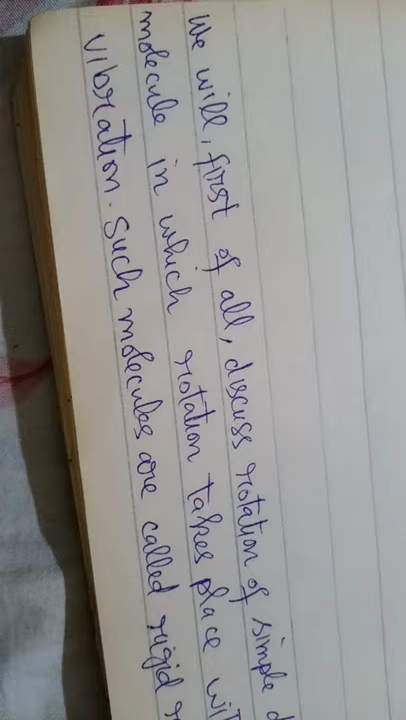 We will, first of all, discuss rotation of simple
molecule in which rotation takes place
vibration. Such molecules are called rigid